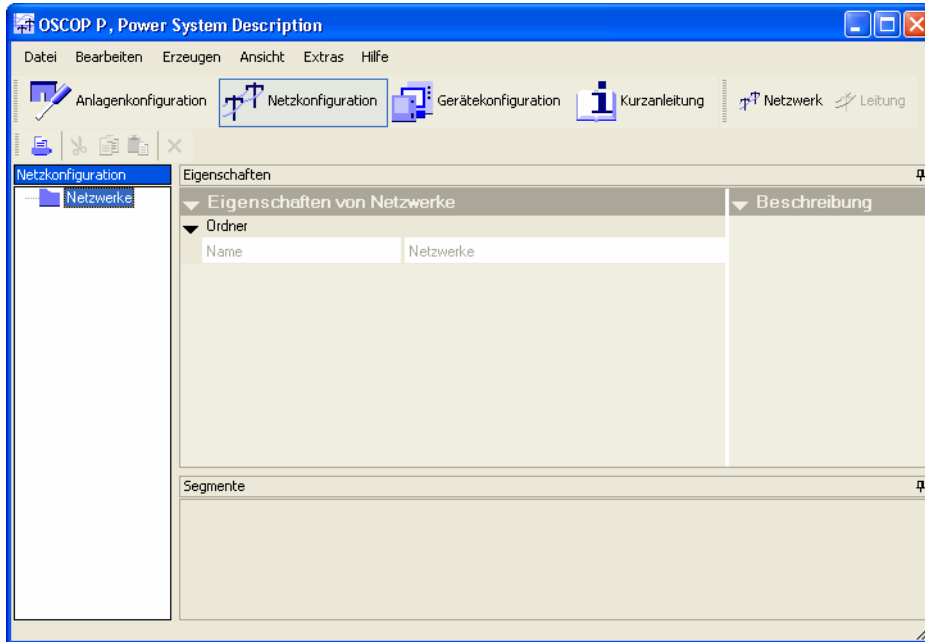 OSCOP P, Power System Description
Datei Bearbeiten Erzeugen Ansicht Extras Hilfe
Anlagenkonfiguration Netzkonfiguration Gerätekonfiguration Kurzanleitung Netzwerk Leitung
Netzkonfiguration
Netzwerke
Eigenschaften
Eigenschaften von Netzwerke
Beschreibung
Ordner
Name Netzwerke
Segmente